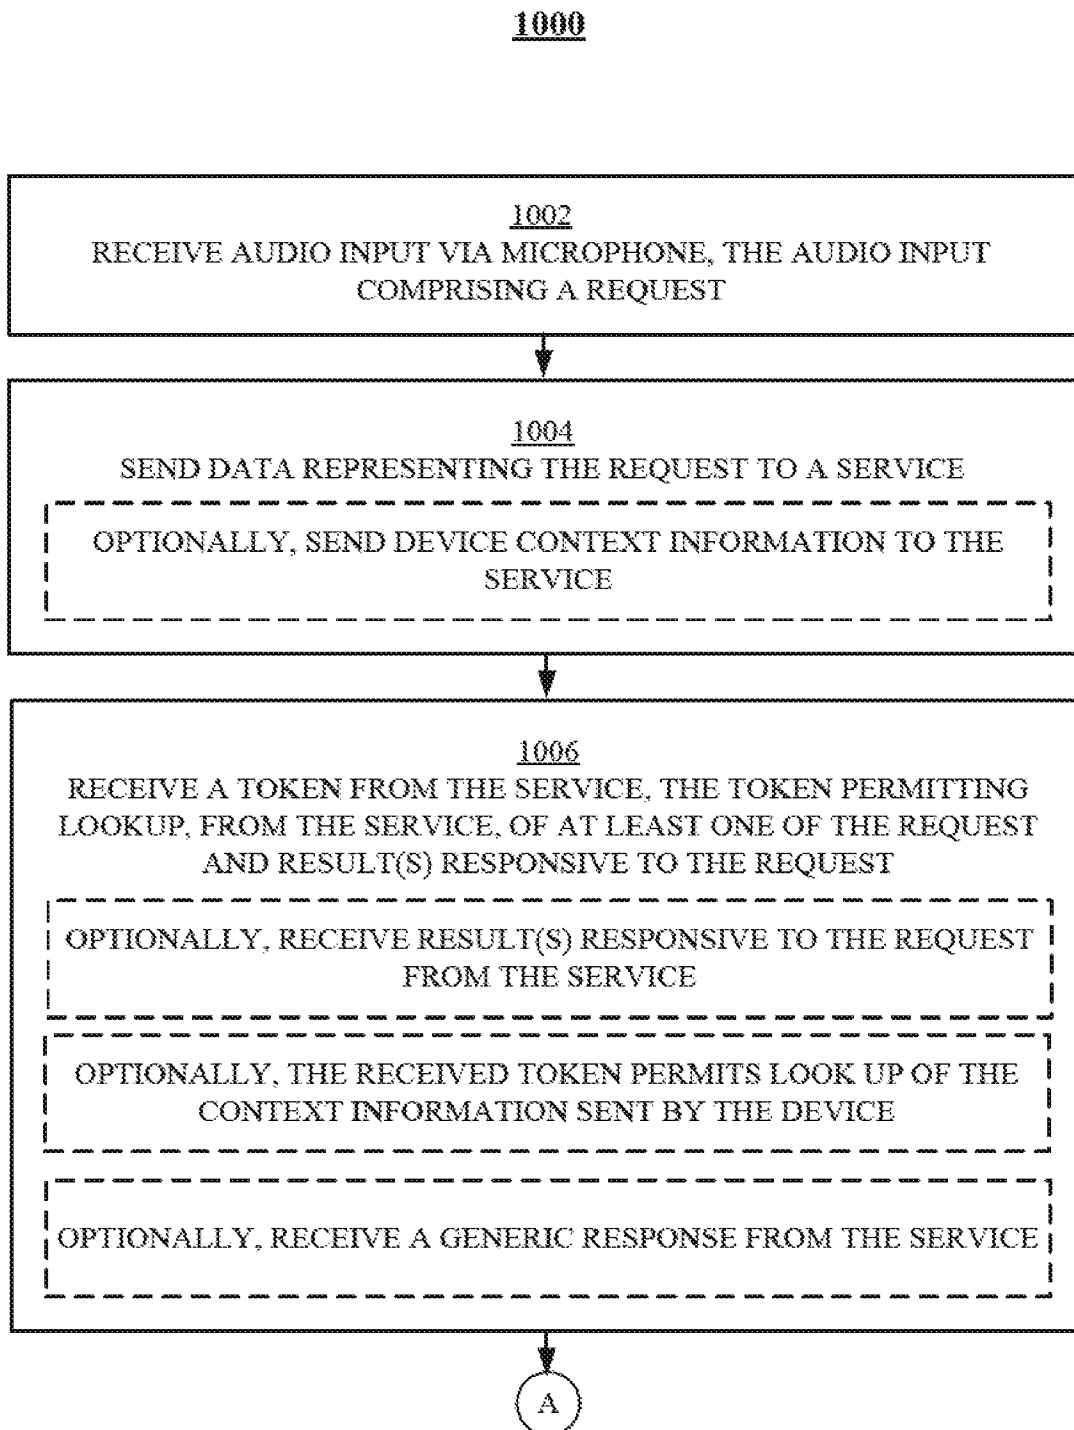 1000
1002
RECEIVE AUDIO INPUT VIA MICROPHONE, THE AUDIO INPUT
COMPRISING A REQUEST
1004
SEND DATA REPRESENTING THE REQUEST TO A SERVICE
OPTIONALLY, SEND DEVICE CONTEXT INFORMATION TO THE
SERVICE
1006
RECEIVE A TOKEN FROM THE SERVICE, THE TOKEN PERMITTING
LOOKUP, FROM THE SERVICE, OF AT LEAST ONE OF THE REQUEST
AND RESULT(S) RESPONSIVE TO THE REQUEST
OPTIONALLY, RECEIVE RESULT(S) RESPONSIVE TO THE REQUEST
FROM THE SERVICE
OPTIONALLY, THE RECEIVED TOKEN PERMITS LOOK UP OF THE
CONTEXT INFORMATION SENT BY THE DEVICE
OPTIONALLY, RECEIVE A GENERIC RESPONSE FROM THE SERVICE
A